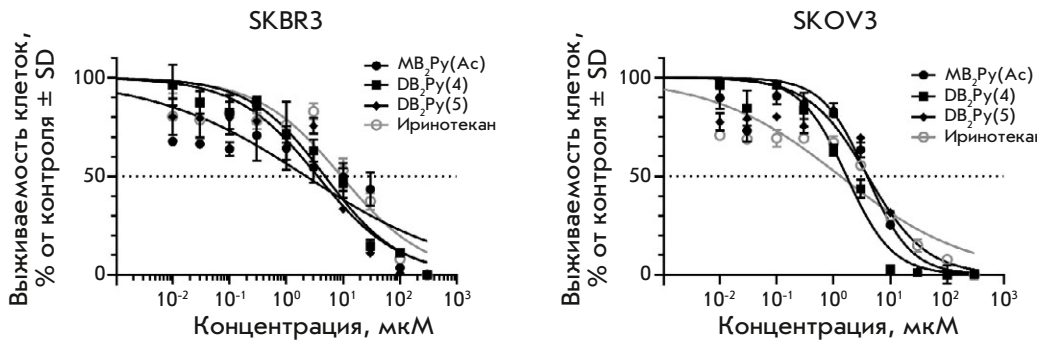 SKBR3
Выживаемость клеток,
% от контроля ± SD
100
50
0
MB₂Py(Ac)
DB₂Py(4)
DB₂Py(5)
Иринотекан
10⁻² 10⁻¹ 10⁰ 10¹ 10² 10³
Концентрация, мкМ
SKOV3
Выживаемость клеток,
% от контроля ± SD
100
50
0
MB₂Py(Ac)
DB₂Py(4)
DB₂Py(5)
Иринотекан
10⁻² 10⁻¹ 10⁰ 10¹ 10² 10³
Концентрация, мкМ